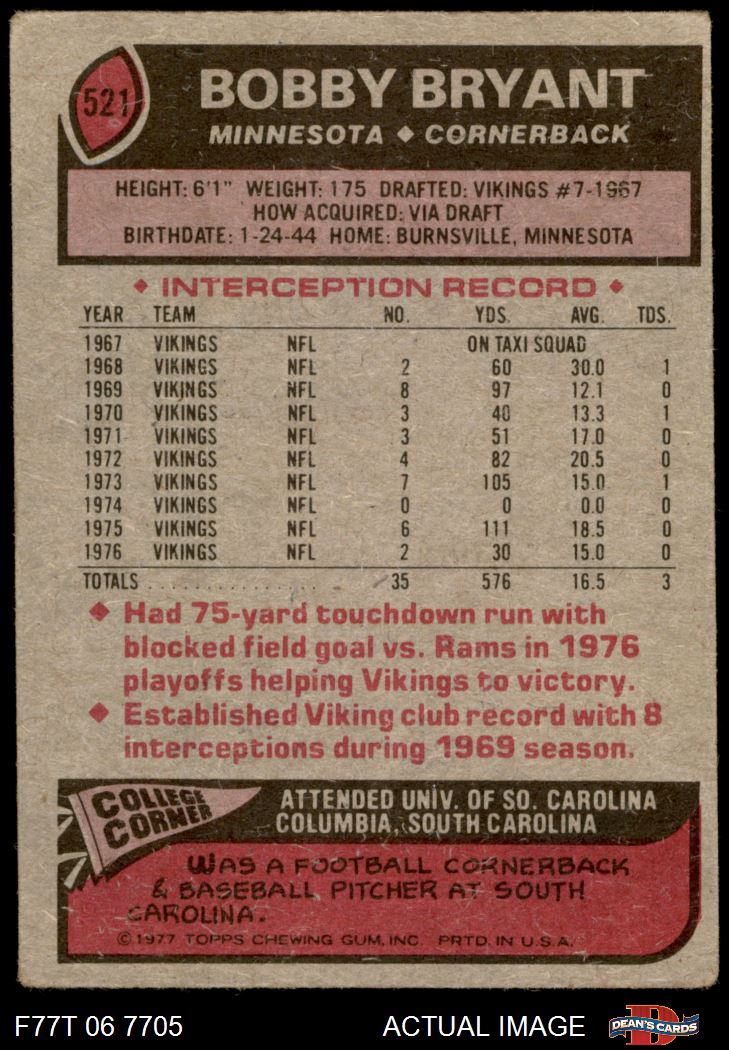 521
BOBBY BRYANT
MINNESOTA ◆ CORNERBACK
HEIGHT: 6'1" WEIGHT: 175 DRAFTED: VIKINGS #7-1967
HOW ACQUIRED: VIA DRAFT
BIRTHDATE: 1-24-44 HOME: BURNSVILLE, MINNESOTA
◆ INTERCEPTION RECORD ◆
YEAR TEAM NO. YDS. AVG. TDS.
1967 VIKINGS NFL ON TAXI SQUAD
1968 VIKINGS NFL 2 60 30.0 1
1969 VIKINGS NFL 8 97 12.1 0
1970 VIKINGS NFL 3 40 13.3 1
1971 VIKINGS NFL 3 51 17.0 0
1972 VIKINGS NFL 4 82 20.5 0
1973 VIKINGS NFL 7 105 15.0 1
1974 VIKINGS NFL 0 0 0.0 0
1975 VIKINGS NFL 6 111 18.5 0
1976 VIKINGS NFL 2 30 15.0 0
TOTALS . . . . . . . . . . . . . . . . . 35 576 16.5 3
◆ Had 75-yard touchdown run with
blocked field goal vs. Rams in 1976
playoffs helping Vikings to victory.
◆ Established Viking club record with 8
interceptions during 1969 season.
COLLEGE
CORNER
ATTENDED UNIV. OF SO. CAROLINA
COLUMBIA, SOUTH CAROLINA
WAS A FOOTBALL CORNERBACK
& BASEBALL PITCHER AT SOUTH
CAROLINA.
©1977 TOPPS CHEWING GUM, INC. PRTD. IN U.S.A.
F77T 06 7705 ACTUAL IMAGE
D
DEAN'S CARDS